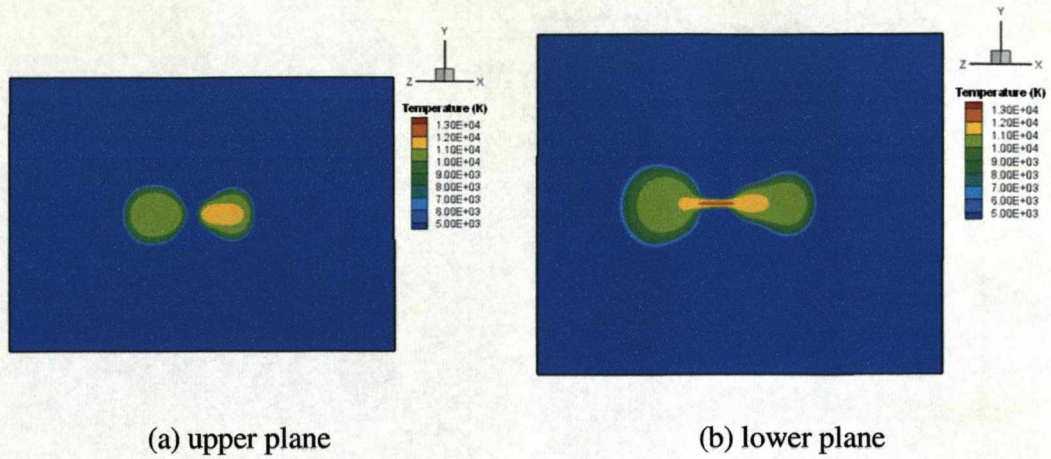 Y
Z X
Temperature (K)
1.30E+04
1.20E+04
1.10E+04
1.00E+04
9.00E+03
8.00E+03
7.00E+03
6.00E+03
5.00E+03
(a) upper plane
Y
Z X
Temperature (K)
1.30E+04
1.20E+04
1.10E+04
1.00E+04
9.00E+03
8.00E+03
7.00E+03
6.00E+03
5.00E+03
(b) lower plane